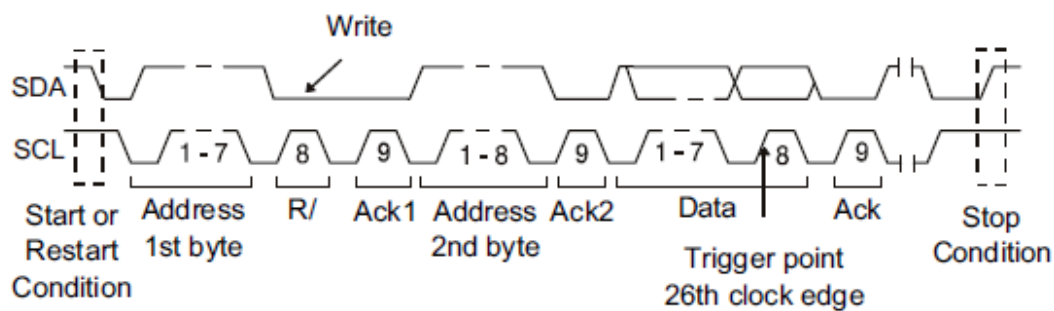 Write
SDA
SCL
1 - 7
8
9
1 - 8
9
1 - 7
8
9
Start or
Restart
Condition
Address
1st byte
R/
Ack1
Address
2nd byte
Ack2
Data
Ack
Trigger point
26th clock edge
Stop
Condition